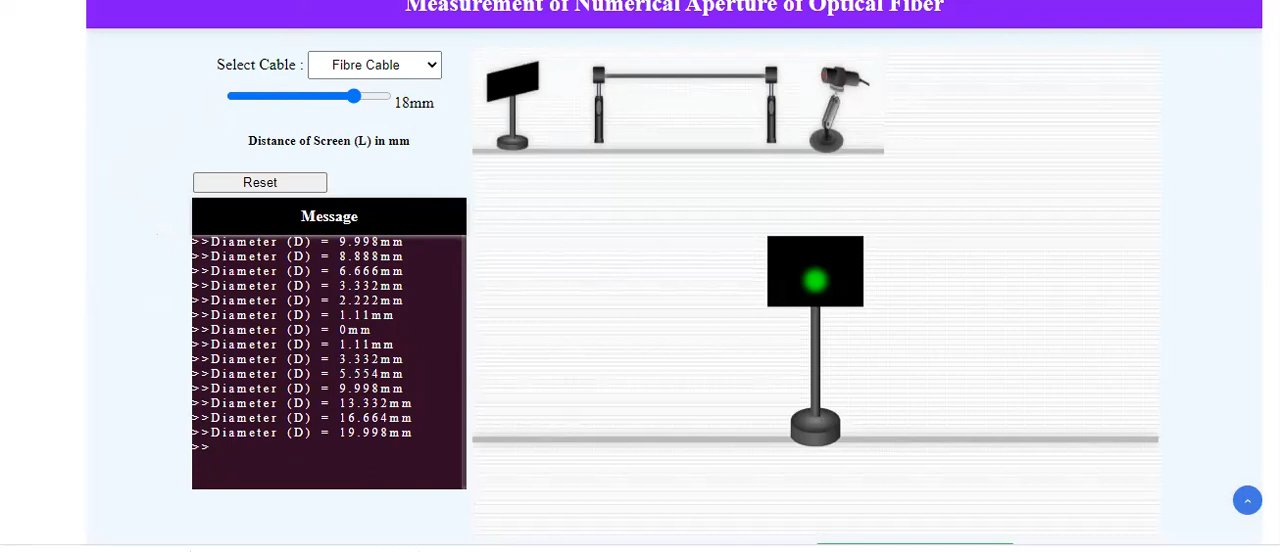 Measurement of Numerical Aperture of Optical Fiber
Select Cable : Fibre Cable
18mm
Distance of Screen (L) in mm
Reset
Message
>>Diameter (D) = 9.998mm
>>Diameter (D) = 8.888mm
>>Diameter (D) = 6.666mm
>>Diameter (D) = 3.332mm
>>Diameter (D) = 2.222mm
>>Diameter (D) = 1.11mm
>>Diameter (D) = 0mm
>>Diameter (D) = 1.11mm
>>Diameter (D) = 3.332mm
>>Diameter (D) = 5.554mm
>>Diameter (D) = 9.998mm
>>Diameter (D) = 13.332mm
>>Diameter (D) = 16.664mm
>>Diameter (D) = 19.998mm
>>